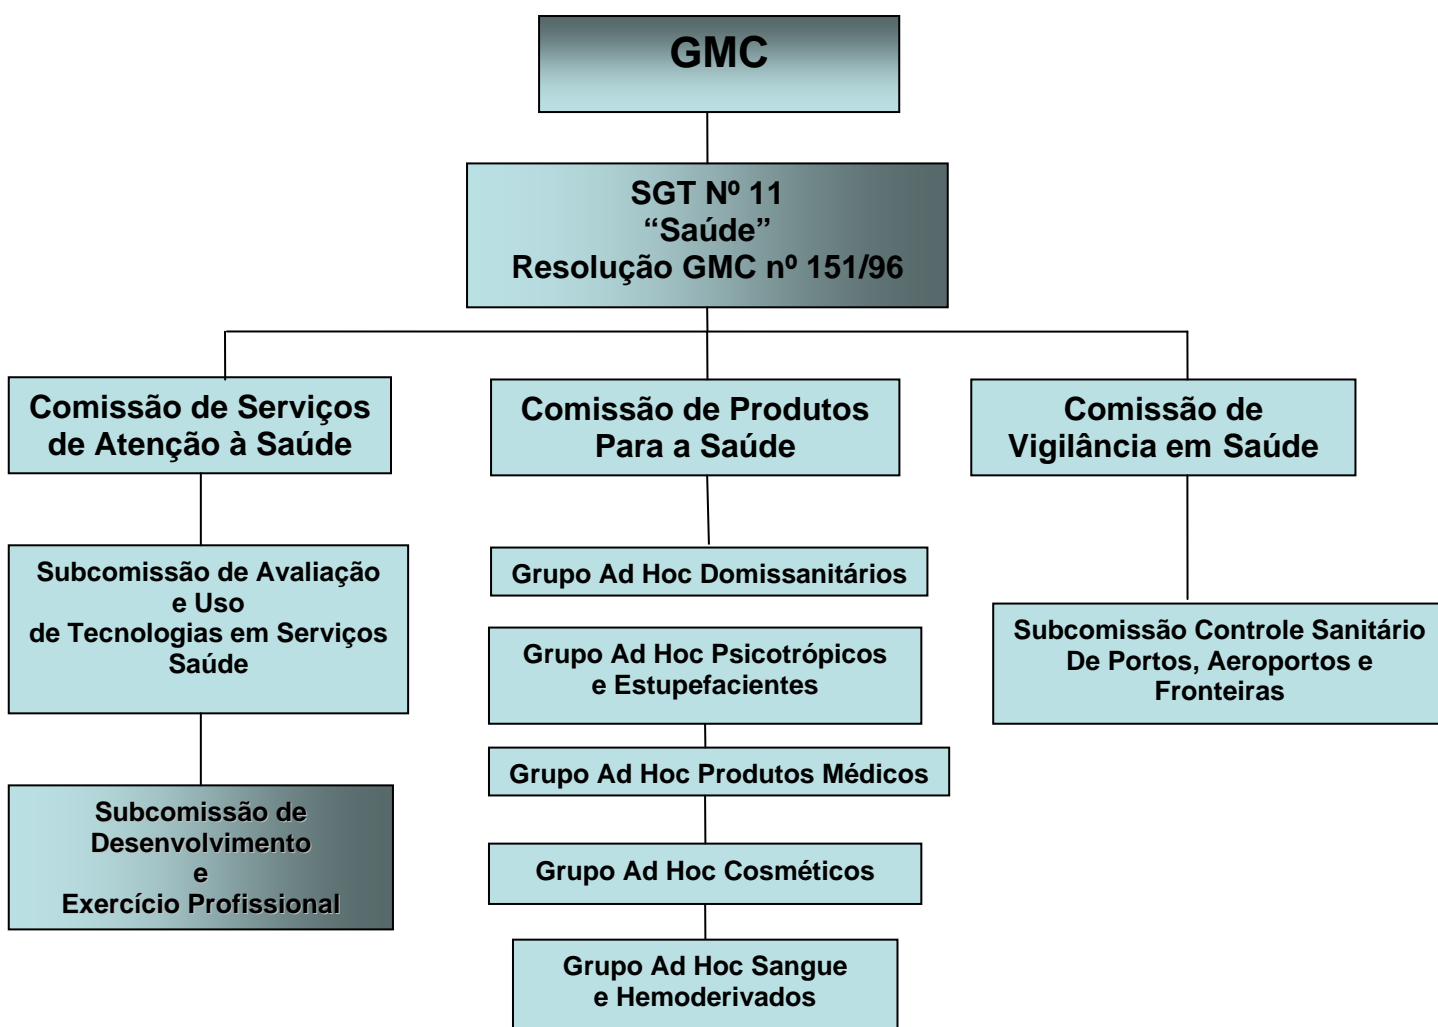 GMC
SGT Nº 11
“Saúde”
Resolução GMC nº 151/96
Comissão de Serviços
de Atenção à Saúde
Comissão de Produtos
Para a Saúde
Comissão de
Vigilância em Saúde
Subcomissão de Avaliação
e Uso
de Tecnologias em Serviços
Saúde
Subcomissão de
Desenvolvimento
e
Exercício Profissional
Grupo Ad Hoc Domissanitários
Grupo Ad Hoc Psicotrópicos
e Estupefacientes
Grupo Ad Hoc Produtos Médicos
Grupo Ad Hoc Cosméticos
Grupo Ad Hoc Sangue
e Hemoderivados
Subcomissão Controle Sanitário
De Portos, Aeroportos e
Fronteiras